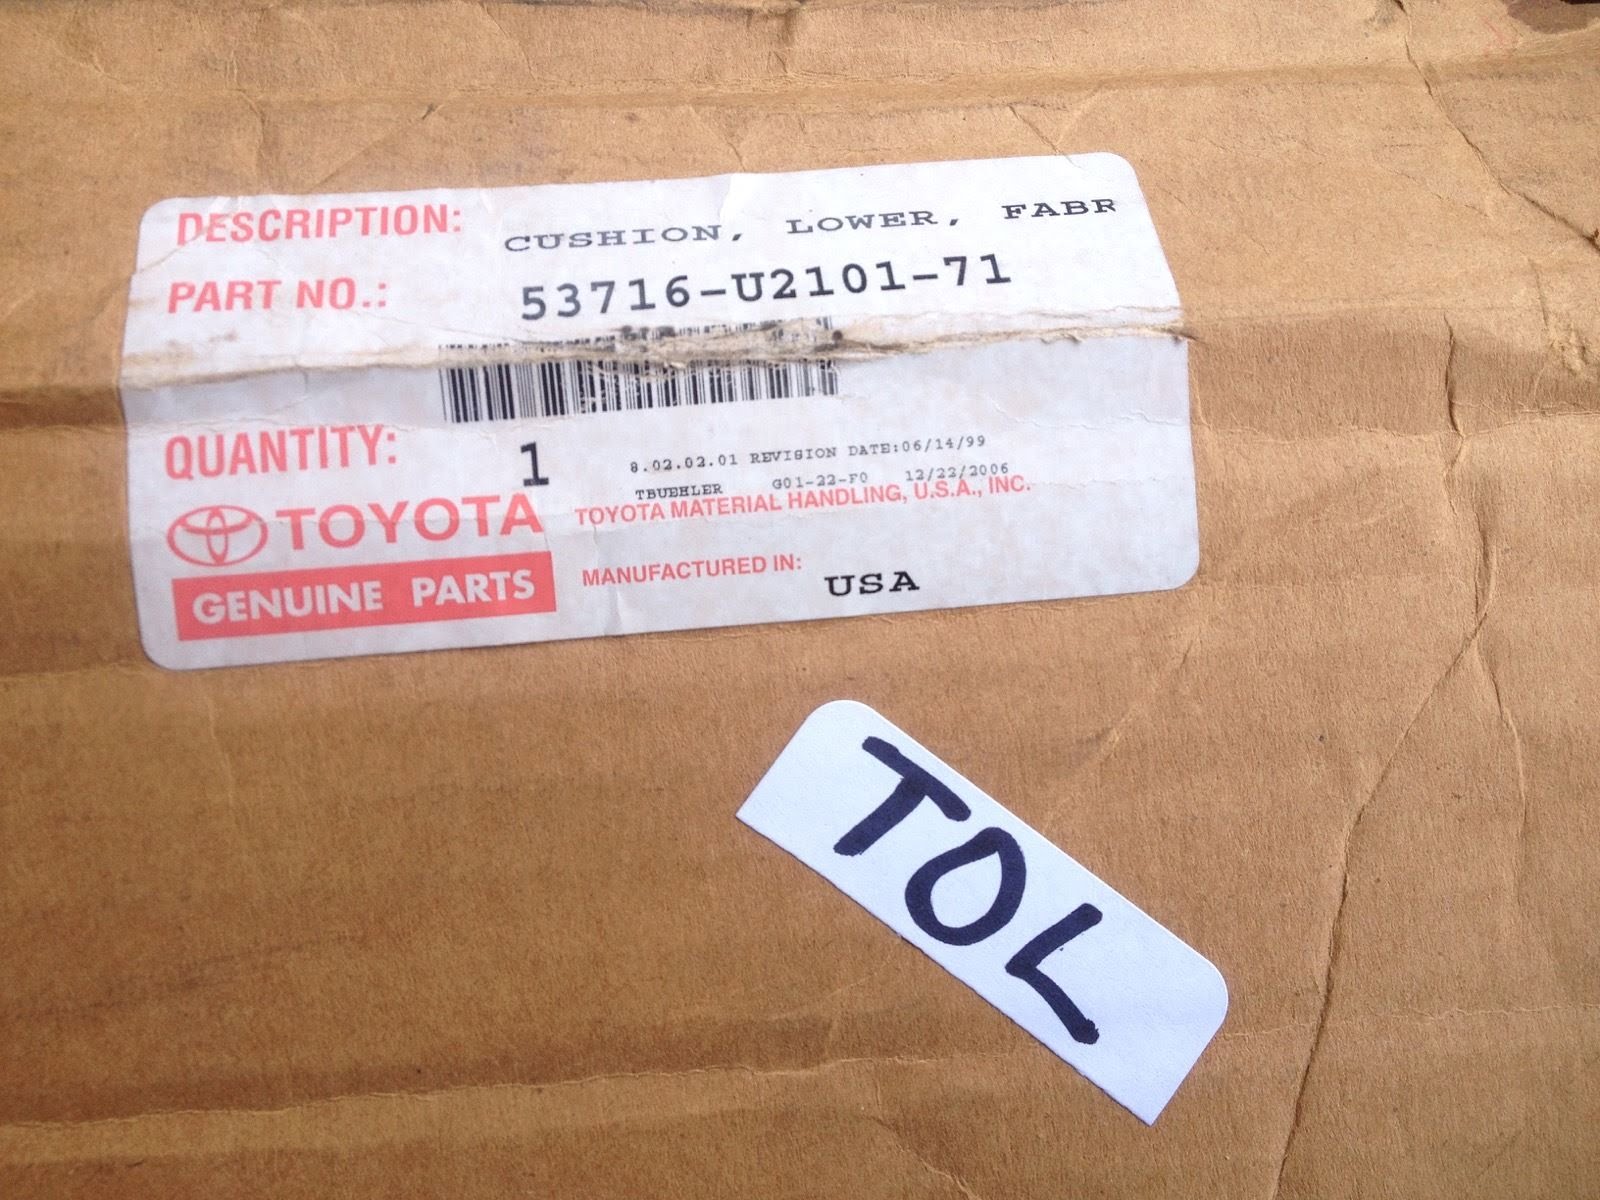 DESCRIPTION: CUSHION, LOWER, FABR
PART NO.: 53716-U2101-71
QUANTITY: 1
8.02.02.01 REVISION DATE:06/14/99
TBUEHLER G01-22-F0 12/22/2006
TOYOTA
TOYOTA MATERIAL HANDLING, U.S.A., INC.
GENUINE PARTS
MANUFACTURED IN: USA
TOL